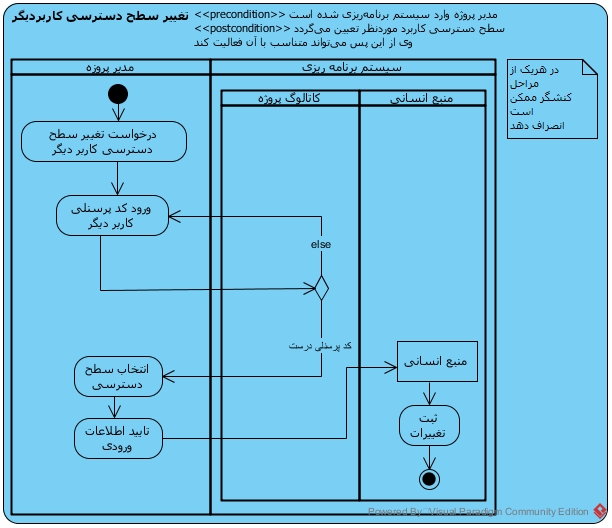 تغییر سطح دسترسی کاربردیگر
<<precondition>> مدیر پروژه وارد سیستم برنامه‌ریزی شده است
<<postcondition>> سطح دسترسی کاربرد موردنظر تعیین می‌گردد
وی از این پس می‌تواند متناسب با آن فعالیت کند
در هریک از
مراحل
کنشگر ممکن
است
انصراف دهد
مدیر پروژه
سیستم برنامه ریزی
کاتالوگ پروژه
منبع انسانی
درخواست تغییر سطح
دسترسی کاربر دیگر
ورود کد پرسنلی
کاربر دیگر
else
کد پرسنلی درست
انتخاب سطح
دسترسی
منبع انسانی
تایید اطلاعات
ورودی
ثبت
تغییرات
Powered By Visual Paradigm Community Edition